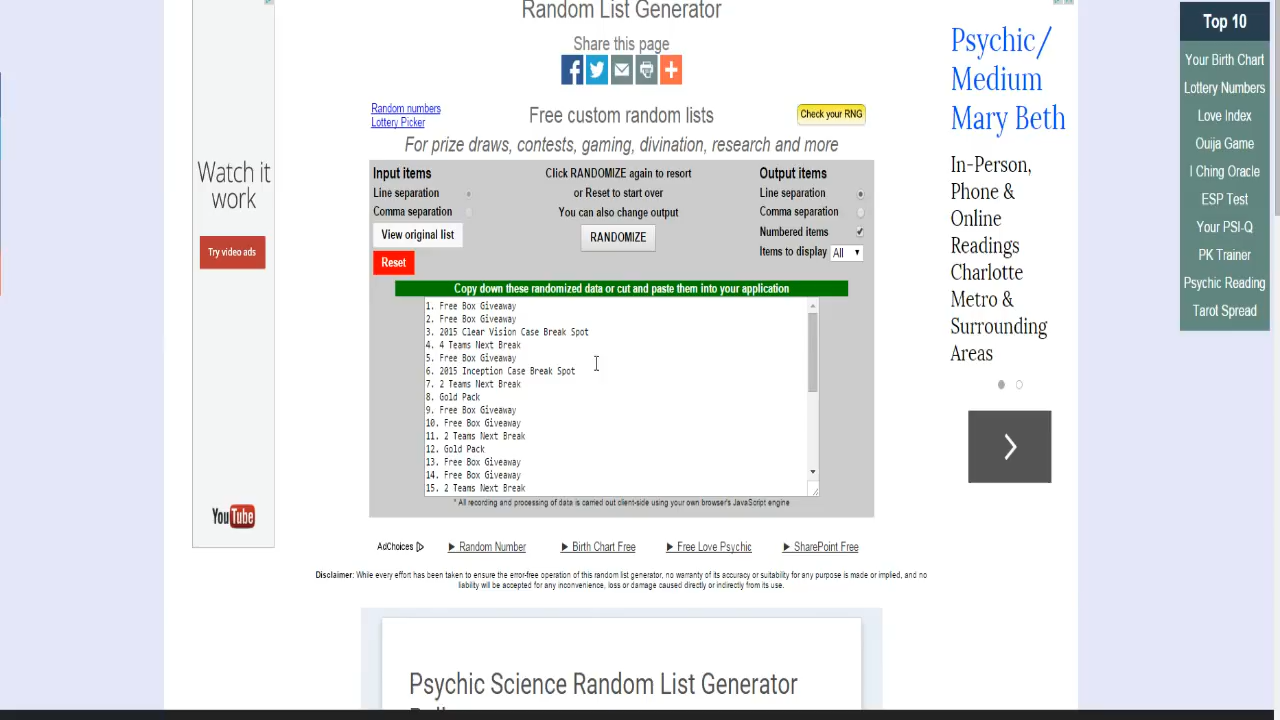 Random List Generator
Share this page
Random numbers
Lottery Picker
Free custom random lists
Check your RNG
For prize draws, contests, gaming, divination, research and more
Input items
Line separation
Comma separation
View original list
Reset
Click RANDOMIZE again to resort
or Reset to start over
You can also change output
RANDOMIZE
Output items
Line separation
Comma separation
Numbered items
Items to display All
Copy down these randomized data or cut and paste them into your application
1. Free Box Giveaway
2. Free Box Giveaway
3. 2015 Clear Vision Case Break Spot
4. 4 Teams Next Break
5. Free Box Giveaway
6. 2015 Inception Case Break Spot
7. 2 Teams Next Break
8. Gold Pack
9. Free Box Giveaway
10. Free Box Giveaway
11. 2 Teams Next Break
12. Gold Pack
13. Free Box Giveaway
14. Free Box Giveaway
15. 2 Teams Next Break
* All recording and processing of data is carried out client-side using your own browser's JavaScript engine
AdChoices
► Random Number
► Birth Chart Free
► Free Love Psychic
► SharePoint Free
Disclaimer: While every effort has been taken to ensure the error-free operation of this random list generator, no warranty of its accuracy or suitability for any purpose is made or implied, and no
liability will be accepted for any inconvenience, loss or damage caused directly or indirectly from its use.
Psychic Science Random List Generator
Watch it
work
Try video ads
YouTube
Psychic/
Medium
Mary Beth
In-Person,
Phone &
Online
Readings
Charlotte
Metro &
Surrounding
Areas
Top 10
Your Birth Chart
Lottery Numbers
Love Index
Ouija Game
I Ching Oracle
ESP Test
Your PSI-Q
PK Trainer
Psychic Reading
Tarot Spread